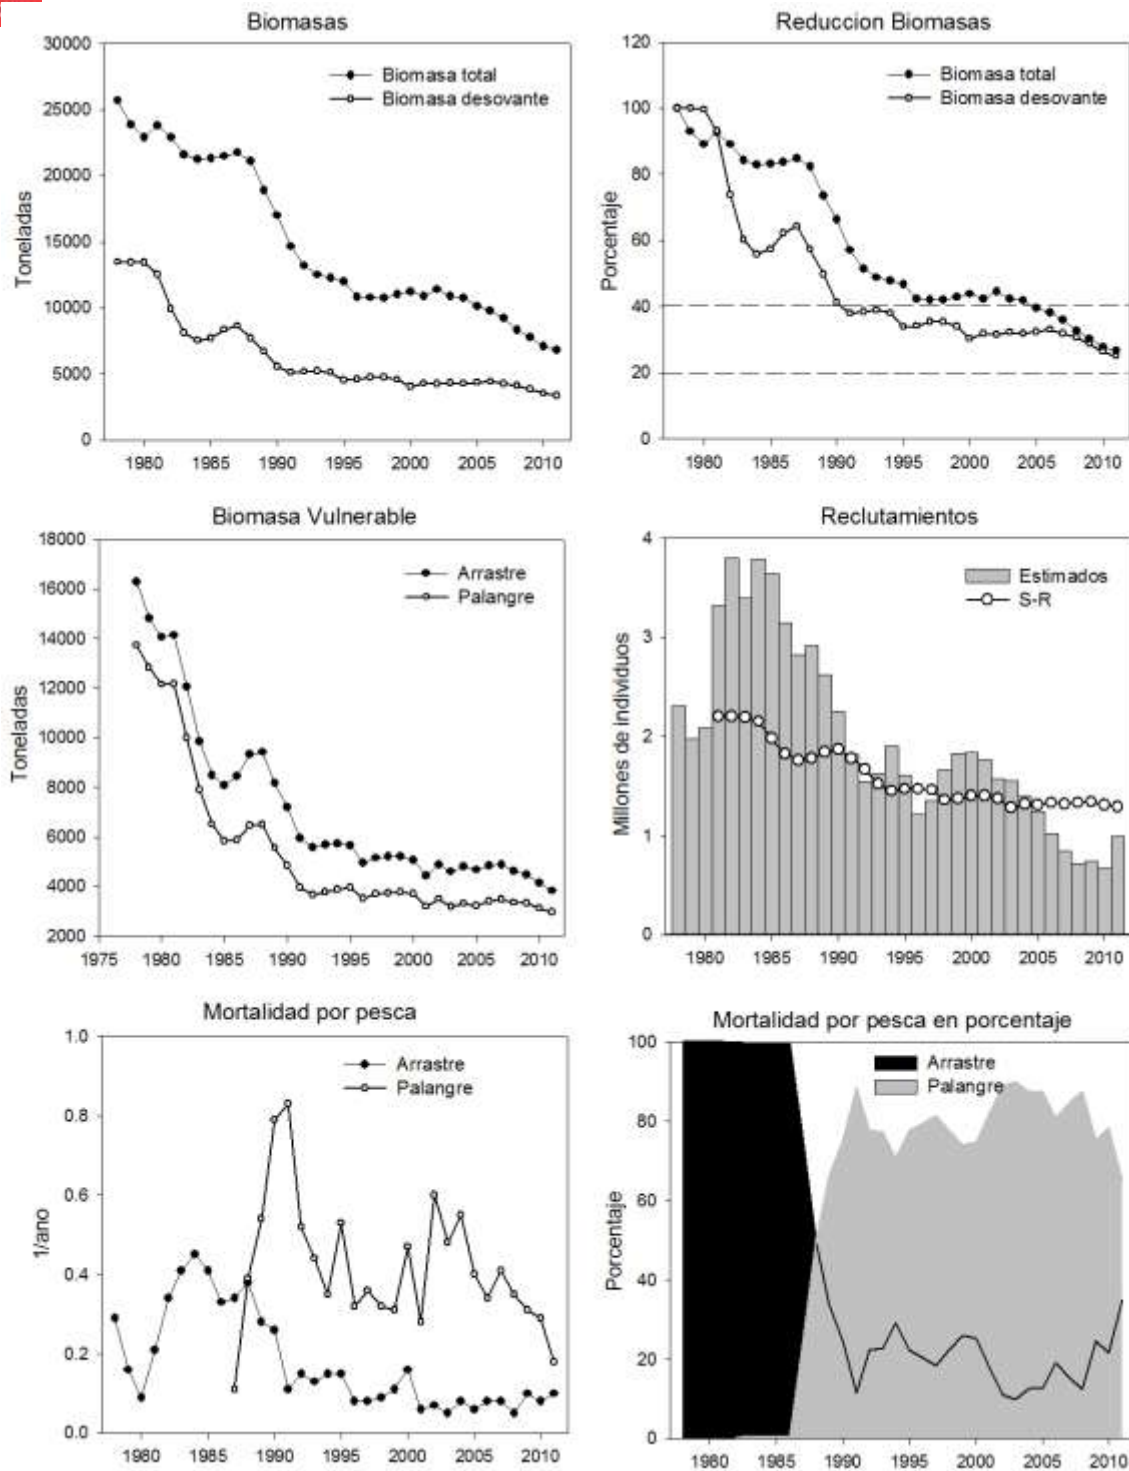 Biomasas
30000
25000
20000
15000
10000
5000
0
Toneladas
Biomasa total
Biomasa desovante
1980 1985 1990 1995 2000 2005 2010
Reduccion Biomasas
120
100
80
60
40
20
0
Porcentaje
Biomasa total
Biomasa desovante
1980 1985 1990 1995 2000 2005 2010
Biomasa Vulnerable
18000
16000
14000
12000
10000
8000
6000
4000
2000
Toneladas
Arrastre
Palangre
1975 1980 1985 1990 1995 2000 2005 2010
Reclutamientos
4
3
2
1
0
Millones de individuos
Estimados
S-R
1980 1985 1990 1995 2000 2005 2010
Mortalidad por pesca
1.0
0.8
0.6
0.4
0.2
0.0
1/ano
Arrastre
Palangre
1980 1985 1990 1995 2000 2005 2010
Mortalidad por pesca en porcentaje
100
80
60
40
20
0
Porcentaje
Arrastre
Palangre
1980 1985 1990 1995 2000 2005 2010